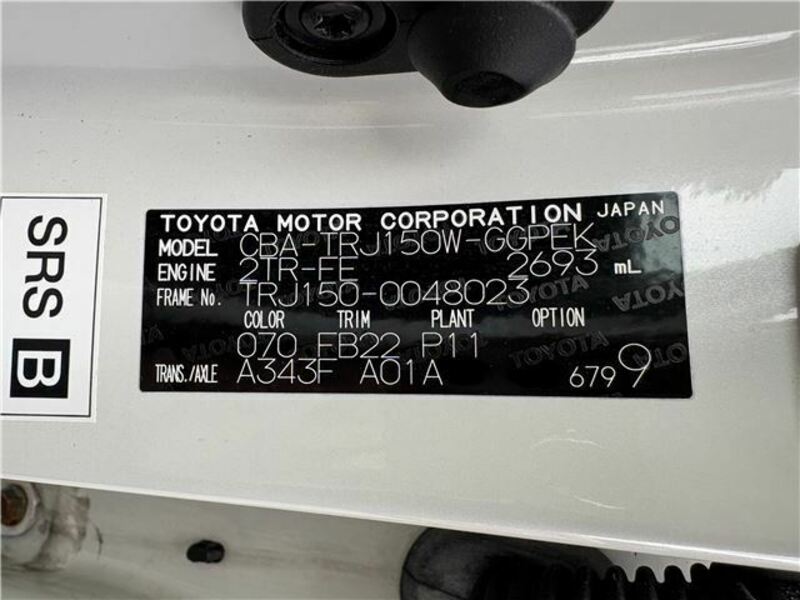 SRS B
TOYOTA MOTOR CORPORATION JAPAN
MODEL CBA-TRJ150W-GGPEK
ENGINE 2TR-FE 2693 mL
FRAME No. TRJ150-0048023
COLOR TRIM PLANT OPTION
070 FB22 P11
TRANS./AXLE A343F A01A 6799